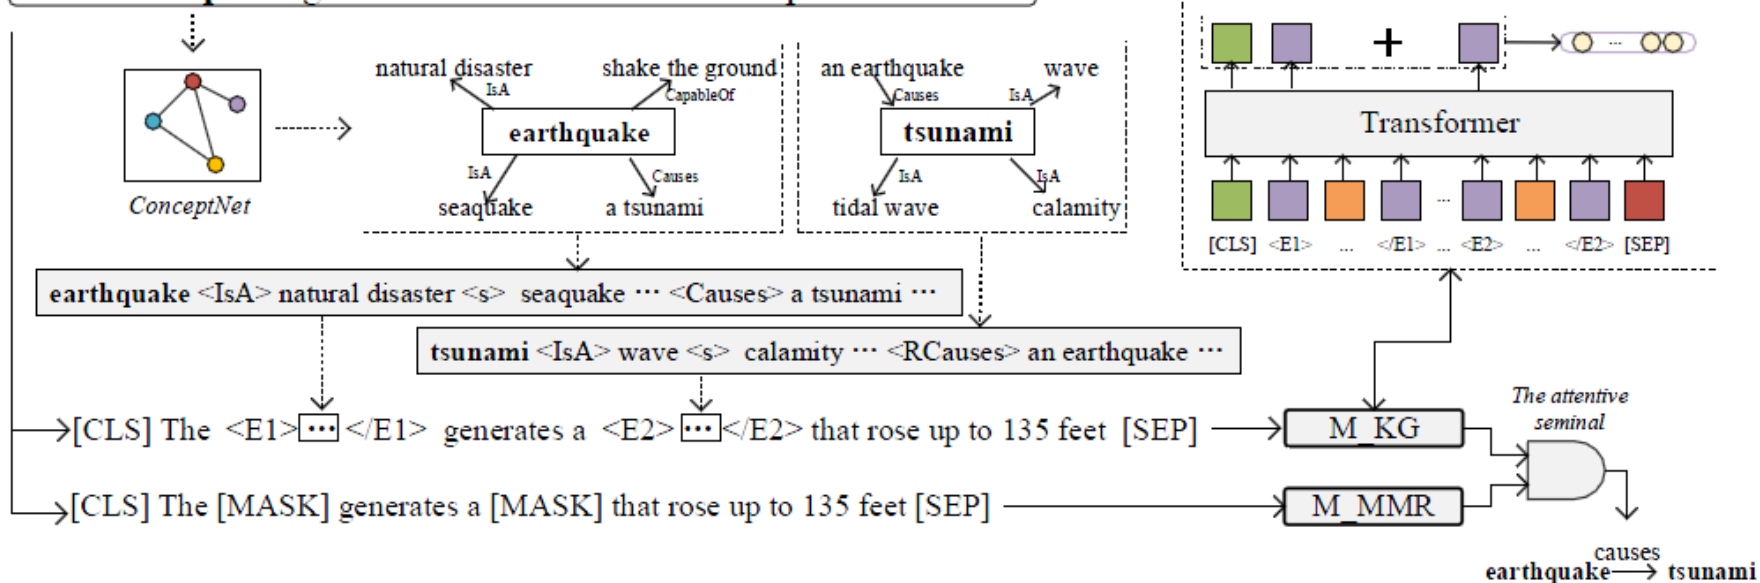 ConceptNet
natural disaster
shake the ground
IsA
CapableOf
earthquake
IsA
Causes
seaquake
a tsunami
an earthquake
wave
Causes
IsA
tsunami
IsA
IsA
tidal wave
calamity
+
...
Transformer
... ... ...
[CLS] <E1> ... </E1> ... <E2> ... </E2> [SEP]
earthquake <IsA> natural disaster <s> seaquake ··· <Causes> a tsunami ···
tsunami <IsA> wave <s> calamity ··· <RCauses> an earthquake ···
[CLS] The <E1> ··· </E1> generates a <E2> ··· </E2> that rose up to 135 feet [SEP]
M_KG
The attentive
seminal
[CLS] The [MASK] generates a [MASK] that rose up to 135 feet [SEP]
M_MMR
causes
earthquake tsunami